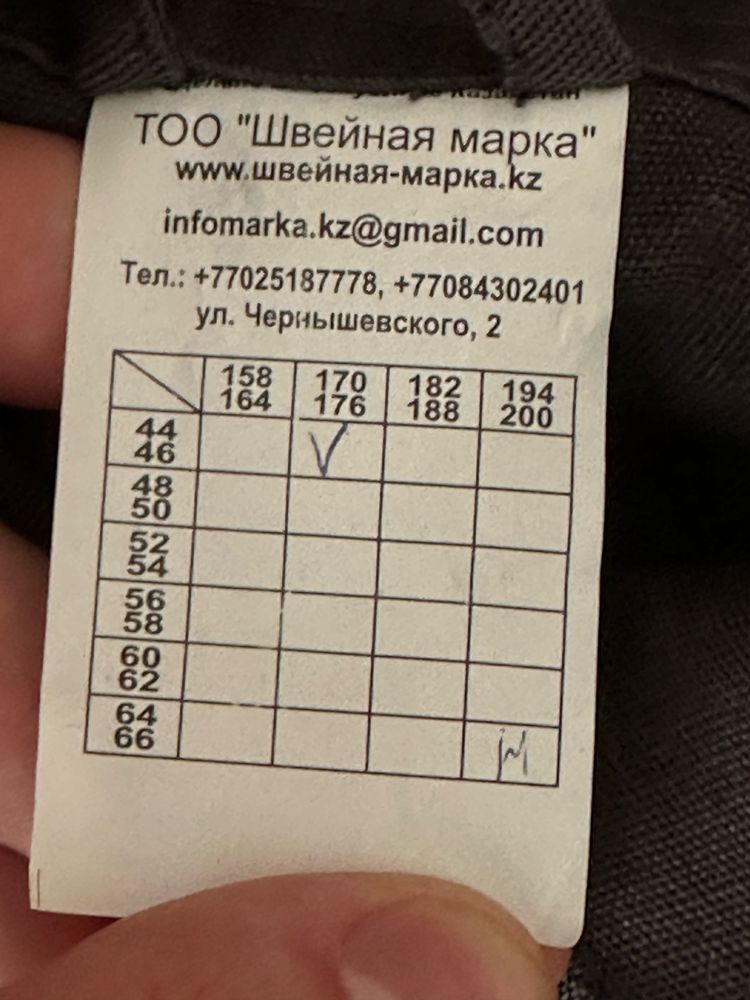 ТОО "Швейная марка"
www.швейная-марка.kz
infomarka.kz@gmail.com
Тел.: +77025187778, +77084302401
ул. Чернышевского, 2
158 170 182 194
164 176 188 200
44
46 V
48
50
52
54
56
58
60
62
64
66